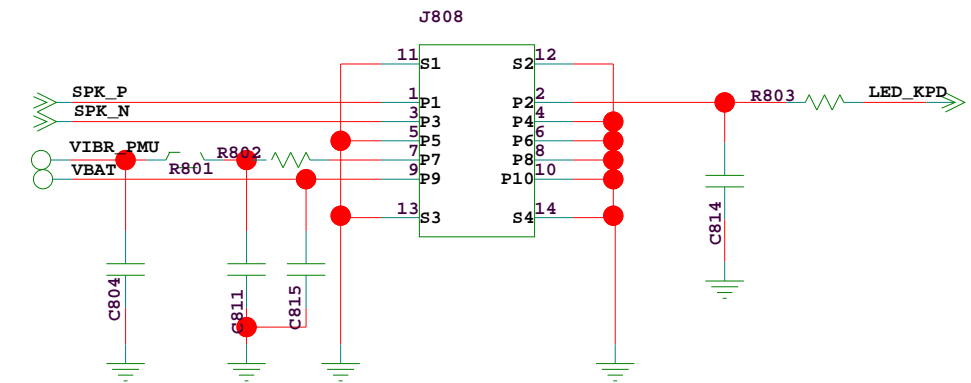 J808
11 S1 S2 12
SPK_P 1 P1 P2 2 R803 LED_KPD
SPK_N 3 P3 P4 4
5 P5 P6 6
VIBR_PMU R801 R802 7 P7 P8 8
VBAT 9 P9 P10 10
13 S3 S4 14
C804 C811 C815 C814